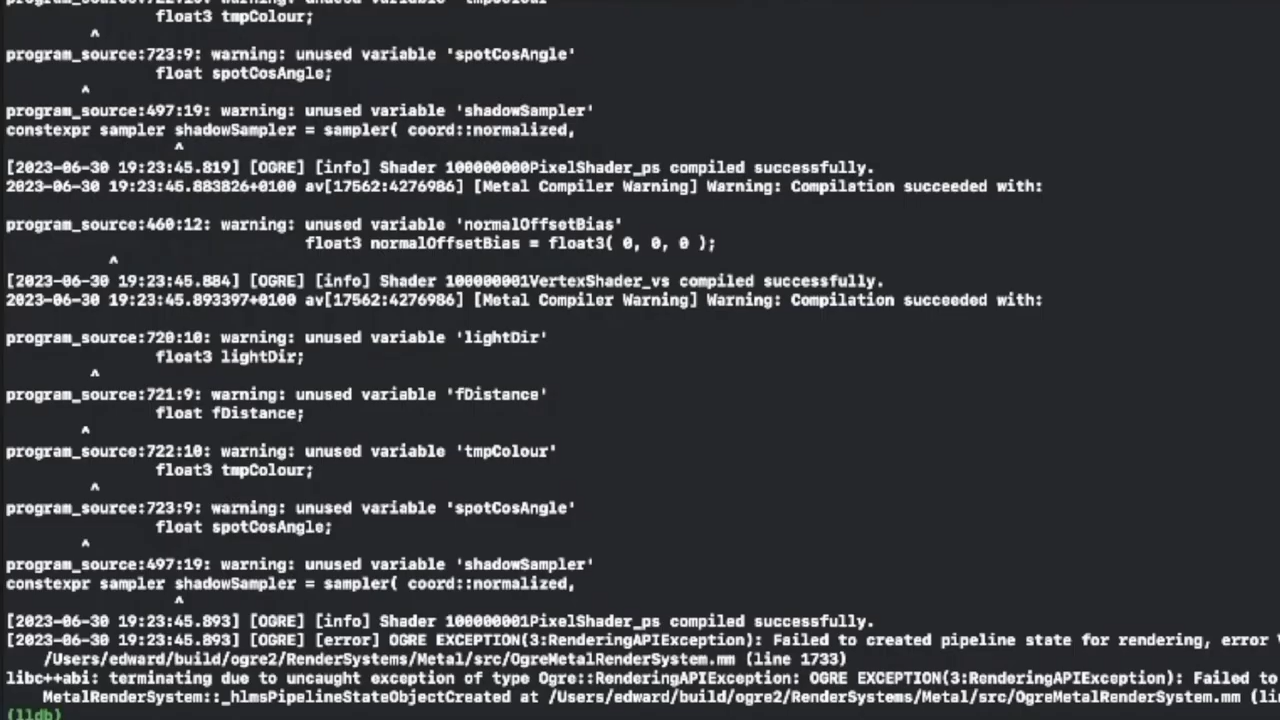 float3 tmpColour;
^
program_source:723:9: warning: unused variable 'spotCosAngle'
float spotCosAngle;
^
program_source:497:19: warning: unused variable 'shadowSampler'
constexpr sampler shadowSampler = sampler( coord::normalized,
^
[2023-06-30 19:23:45.819] [OGRE] [info] Shader 100000000PixelShader_ps compiled successfully.
2023-06-30 19:23:45.883826+0100 av[17562:4276986] [Metal Compiler Warning] Warning: Compilation succeeded with:
program_source:460:12: warning: unused variable 'normalOffsetBias'
float3 normalOffsetBias = float3( 0, 0, 0 );
^
[2023-06-30 19:23:45.884] [OGRE] [info] Shader 100000001VertexShader_vs compiled successfully.
2023-06-30 19:23:45.893397+0100 av[17562:4276986] [Metal Compiler Warning] Warning: Compilation succeeded with:
program_source:720:10: warning: unused variable 'lightDir'
float3 lightDir;
^
program_source:721:9: warning: unused variable 'fDistance'
float fDistance;
^
program_source:722:10: warning: unused variable 'tmpColour'
float3 tmpColour;
^
program_source:723:9: warning: unused variable 'spotCosAngle'
float spotCosAngle;
^
program_source:497:19: warning: unused variable 'shadowSampler'
constexpr sampler shadowSampler = sampler( coord::normalized,
^
[2023-06-30 19:23:45.893] [OGRE] [info] Shader 100000001PixelShader_ps compiled successfully.
[2023-06-30 19:23:45.893] [OGRE] [error] OGRE EXCEPTION(3:RenderingAPIException): Failed to created pipeline state for rendering, error
/Users/edward/build/ogre2/RenderSystems/Metal/src/OgreMetalRenderSystem.mm (line 1733)
libc++abi: terminating due to uncaught exception of type Ogre::RenderingAPIException: OGRE EXCEPTION(3:RenderingAPIException): Failed to
MetalRenderSystem::_hlmsPipelineStateObjectCreated at /Users/edward/build/ogre2/RenderSystems/Metal/src/OgreMetalRenderSystem.mm (li
(lldb)